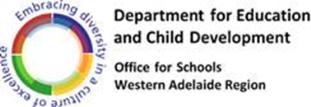 Embracing diversity in a culture of excellence
Department for Education
and Child Development
Office for Schools
Western Adelaide Region